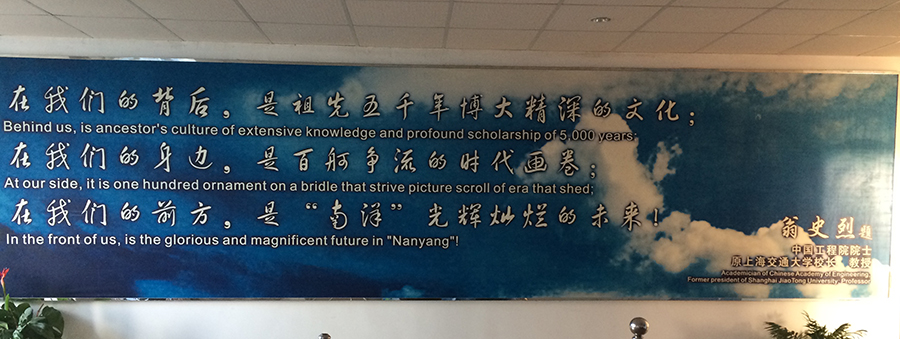 在我们的背后，是祖先五千年博大精深的文化；
Behind us, is ancestor's culture of extensive knowledge and profound scholarship of 5,000 years;
在我们的身边，是百舸争流的时代画卷；
At our side, it is one hundred ornament on a bridle that strive picture scroll of era that shed;
在我们的前方，是“南洋”光辉灿烂的未来！
In the front of us, is the glorious and magnificent future in "Nanyang"!
翁史烈题
中国工程院院士
原上海交通大学校长、教授
Academician of Chinese Academy of Engineering,
Former president of Shanghai JiaoTong University; Professor